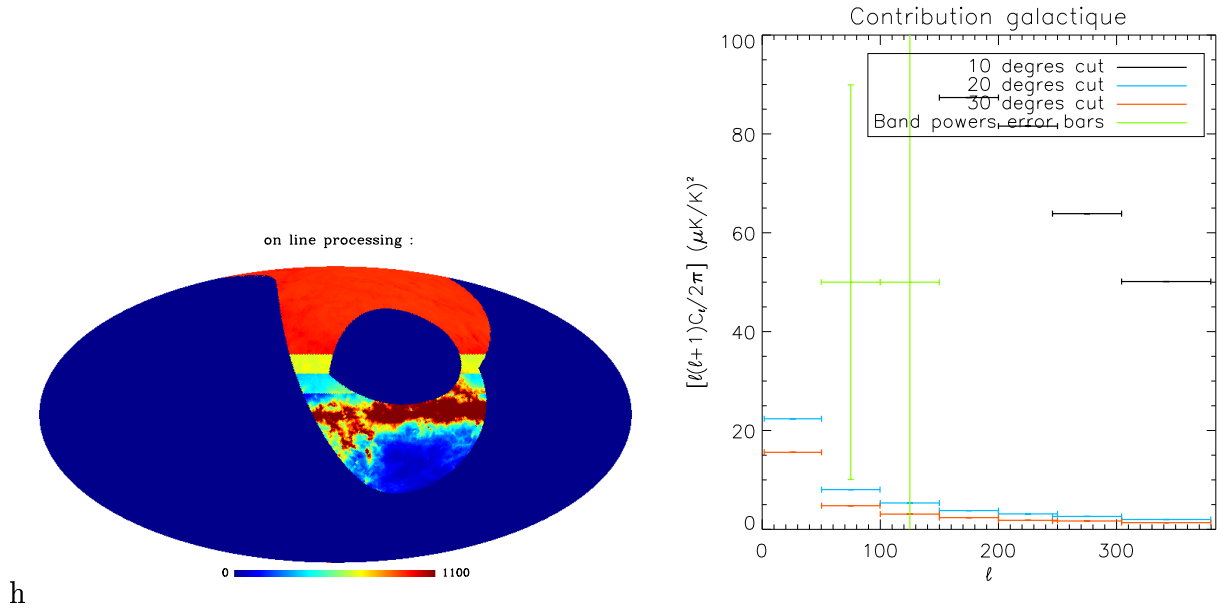 on line processing :
0
1100
h
Contribution galactique
10 degres cut
20 degres cut
30 degres cut
Band powers error bars
[ℓ(ℓ+1)Cℓ/2π] (μK/K)²
100
80
60
40
20
0
0 100 200 300
ℓ